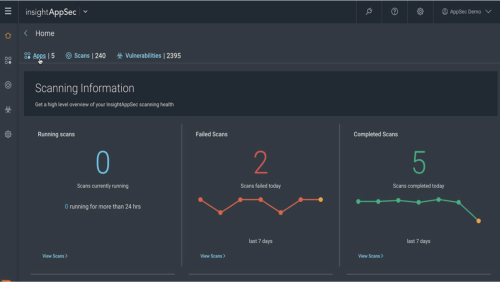 insightAppSec
AppSec Demo
Home
Apps | 5 Scans | 240 Vulnerabilities | 2395
Scanning Information
Get a high level overview of your InsightAppSec scanning health
Running scans
0
Scans currently running
0 running for more than 24 hrs
View Scans >
Failed Scans
2
Scans failed today
last 7 days
View Scans >
Completed Scans
5
Scans completed today
last 7 days
View Scans >